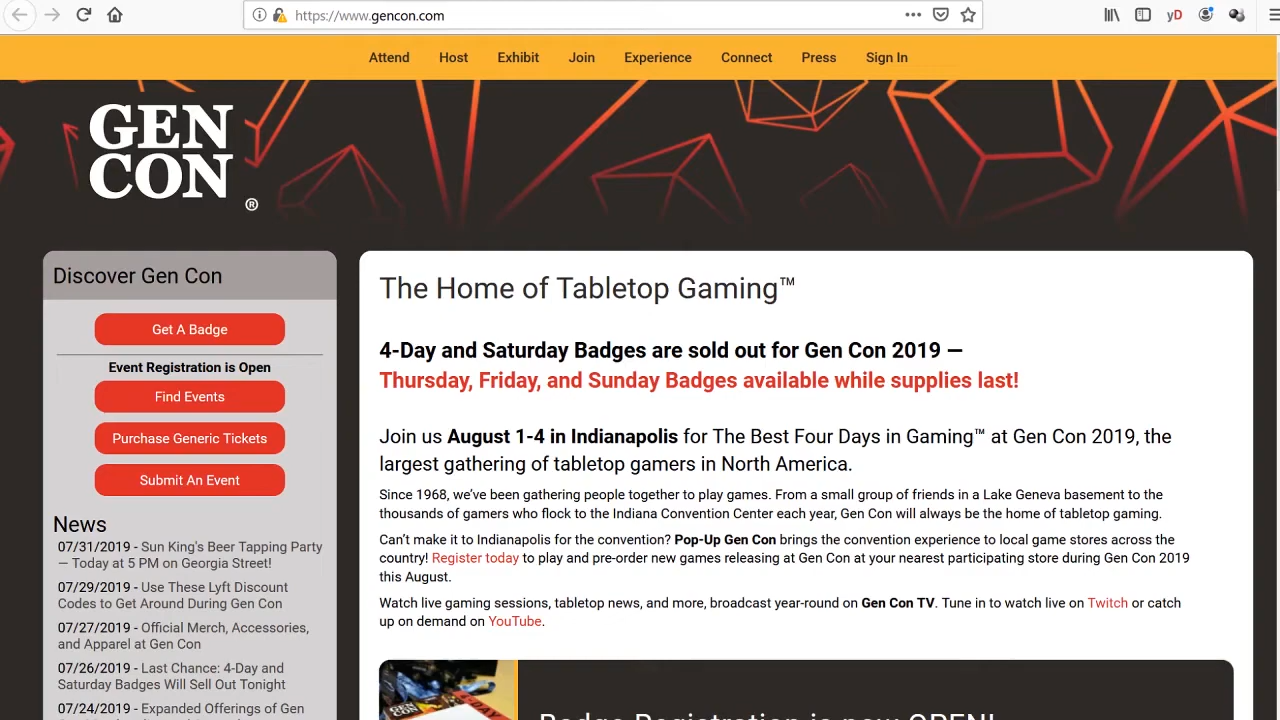 https://www.gencon.com
yD
Attend Host Exhibit Join Experience Connect Press Sign In
GEN
CON
®
Discover Gen Con
Get A Badge
Event Registration is Open
Find Events
Purchase Generic Tickets
Submit An Event
News
07/31/2019 - Sun King's Beer Tapping Party
— Today at 5 PM on Georgia Street!
07/29/2019 - Use These Lyft Discount
Codes to Get Around During Gen Con
07/27/2019 - Official Merch, Accessories,
and Apparel at Gen Con
07/26/2019 - Last Chance: 4-Day and
Saturday Badges Will Sell Out Tonight
07/24/2019 - Expanded Offerings of Gen
The Home of Tabletop Gaming™
4-Day and Saturday Badges are sold out for Gen Con 2019 —
Thursday, Friday, and Sunday Badges available while supplies last!
Join us August 1-4 in Indianapolis for The Best Four Days in Gaming™ at Gen Con 2019, the
largest gathering of tabletop gamers in North America.
Since 1968, we've been gathering people together to play games. From a small group of friends in a Lake Geneva basement to the
thousands of gamers who flock to the Indiana Convention Center each year, Gen Con will always be the home of tabletop gaming.
Can't make it to Indianapolis for the convention? Pop-Up Gen Con brings the convention experience to local game stores across the
country! Register today to play and pre-order new games releasing at Gen Con at your nearest participating store during Gen Con 2019
this August.
Watch live gaming sessions, tabletop news, and more, broadcast year-round on Gen Con TV. Tune in to watch live on Twitch or catch
up on demand on YouTube.
GEN
CON
Badge Registration is now OPEN!